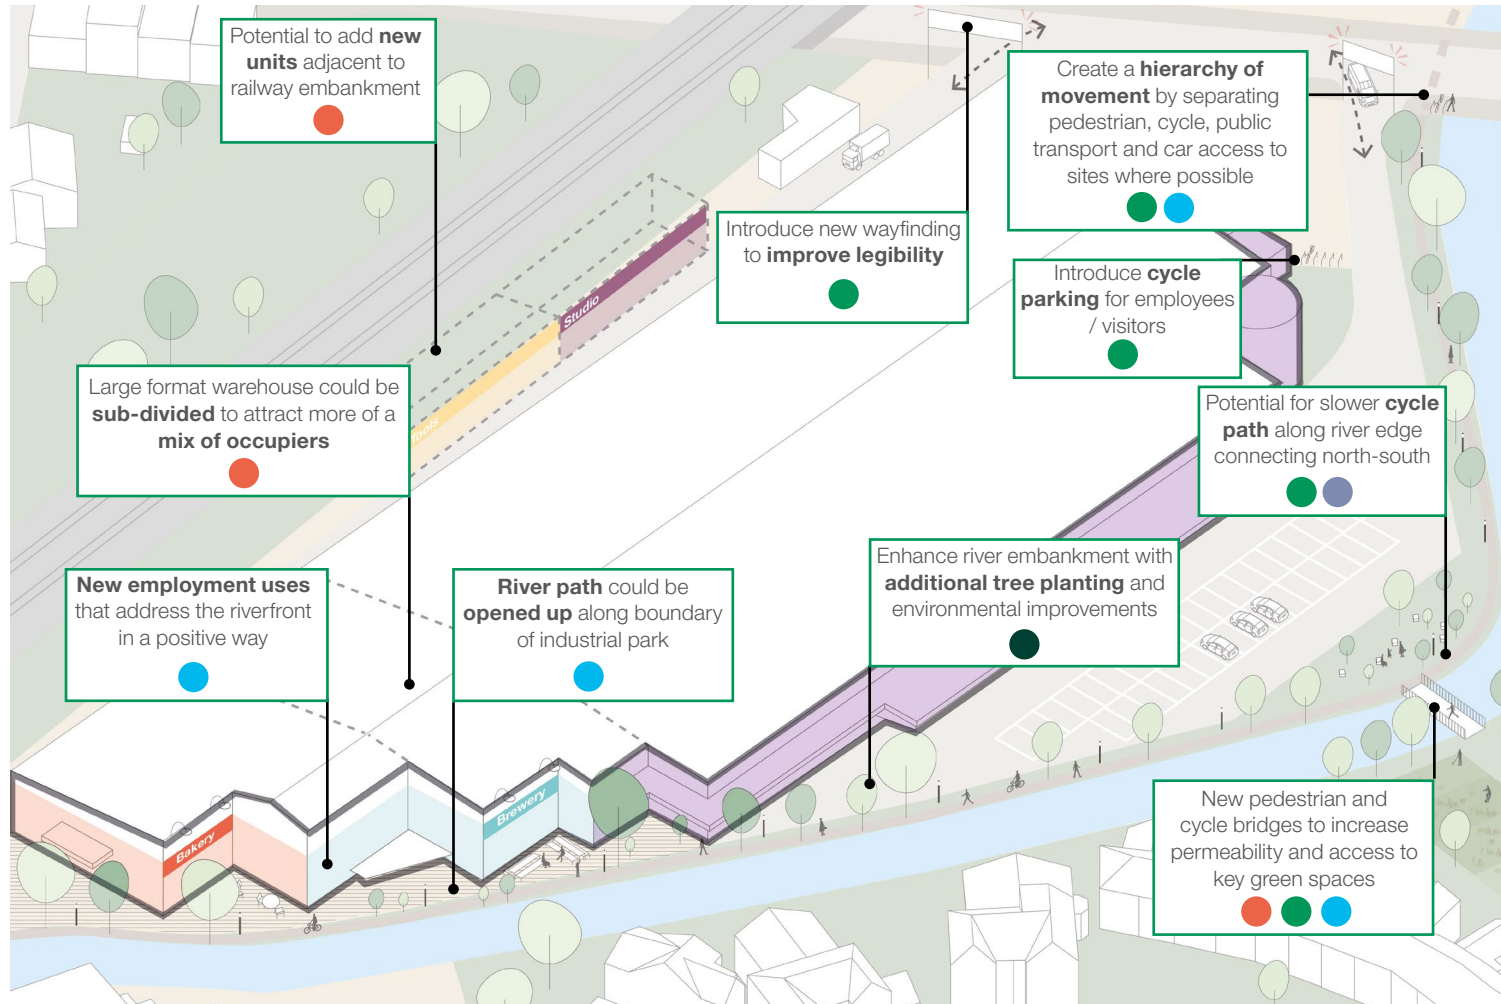 Potential to add new
units adjacent to
railway embankment
Create a hierarchy of
movement by separating
pedestrian, cycle, public
transport and car access to
sites where possible
Introduce new wayfinding
to improve legibility
Introduce cycle
parking for employees
/ visitors
Studio
Tools
Large format warehouse could be
sub-divided to attract more of a
mix of occupiers
Potential for slower cycle
path along river edge
connecting north-south
New employment uses
that address the riverfront
in a positive way
River path could be
opened up along boundary
of industrial park
Enhance river embankment with
additional tree planting and
environmental improvements
Bakery
Brewery
New pedestrian and
cycle bridges to increase
permeability and access to
key green spaces